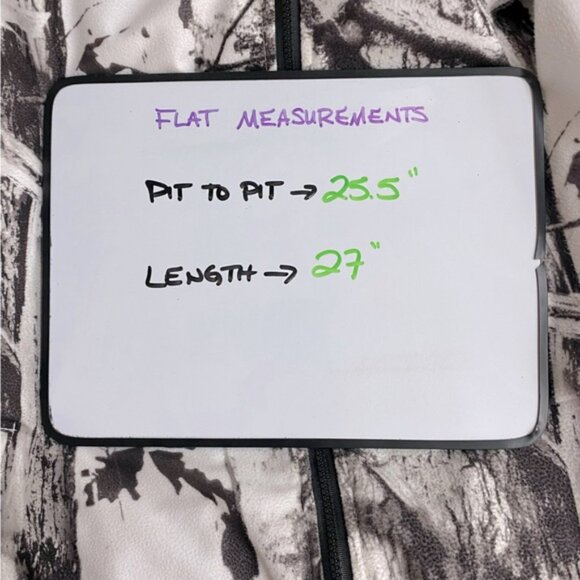 FLAT MEASUREMENTS
PIT TO PIT → 25.5"
LENGTH → 27"